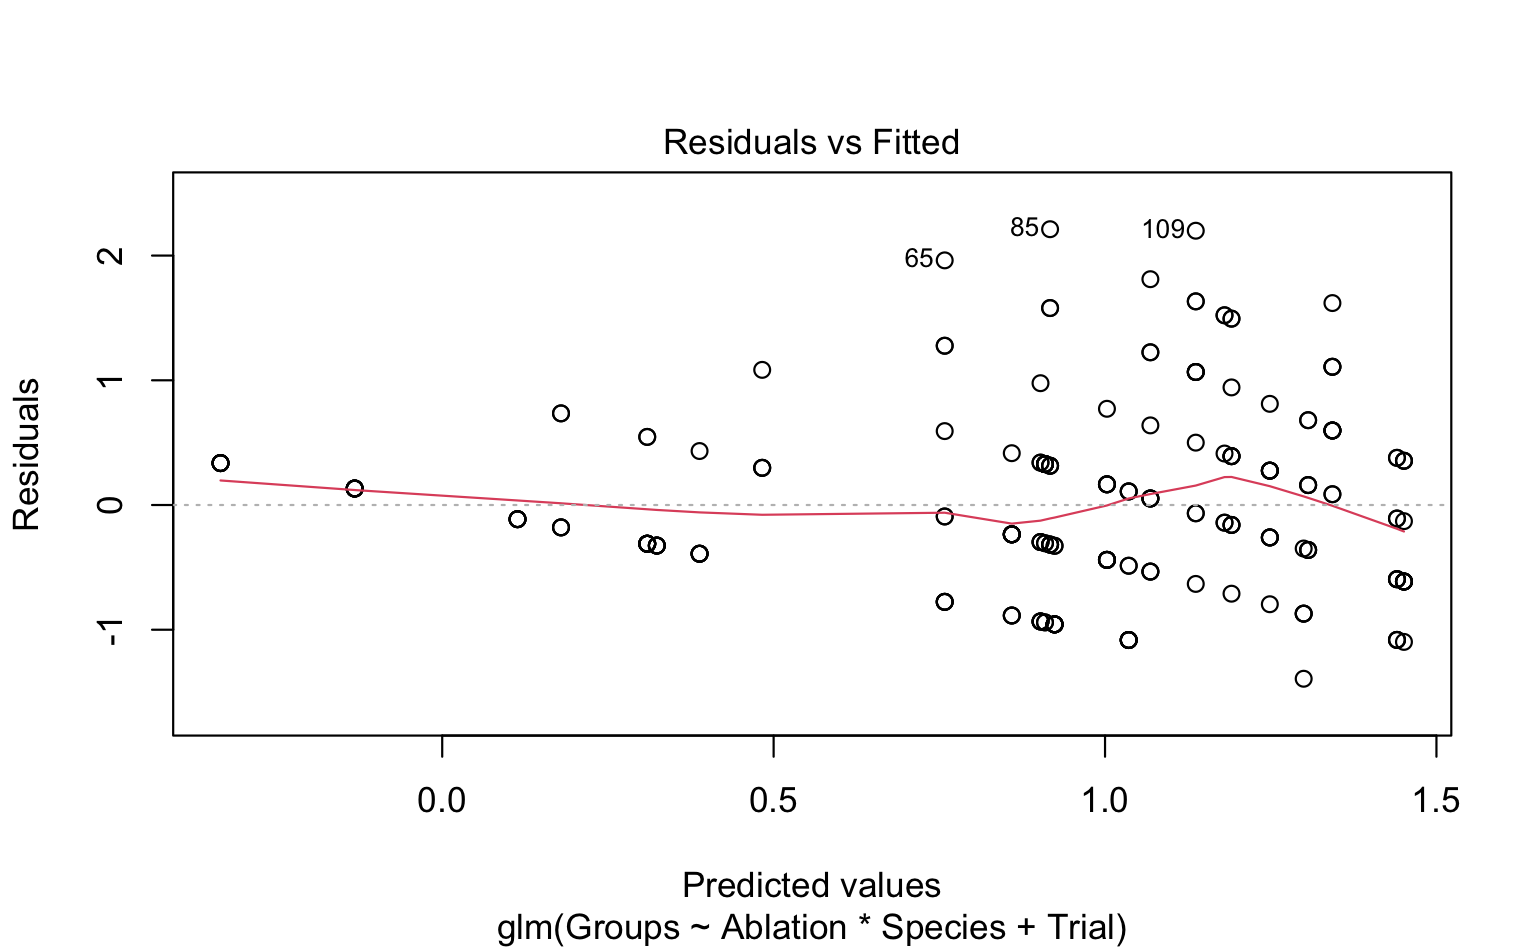 Residuals vs Fitted
Residuals
2
1
0
-1
65
85
109
0.0 0.5 1.0 1.5
Predicted values
glm(Groups ~ Ablation * Species + Trial)